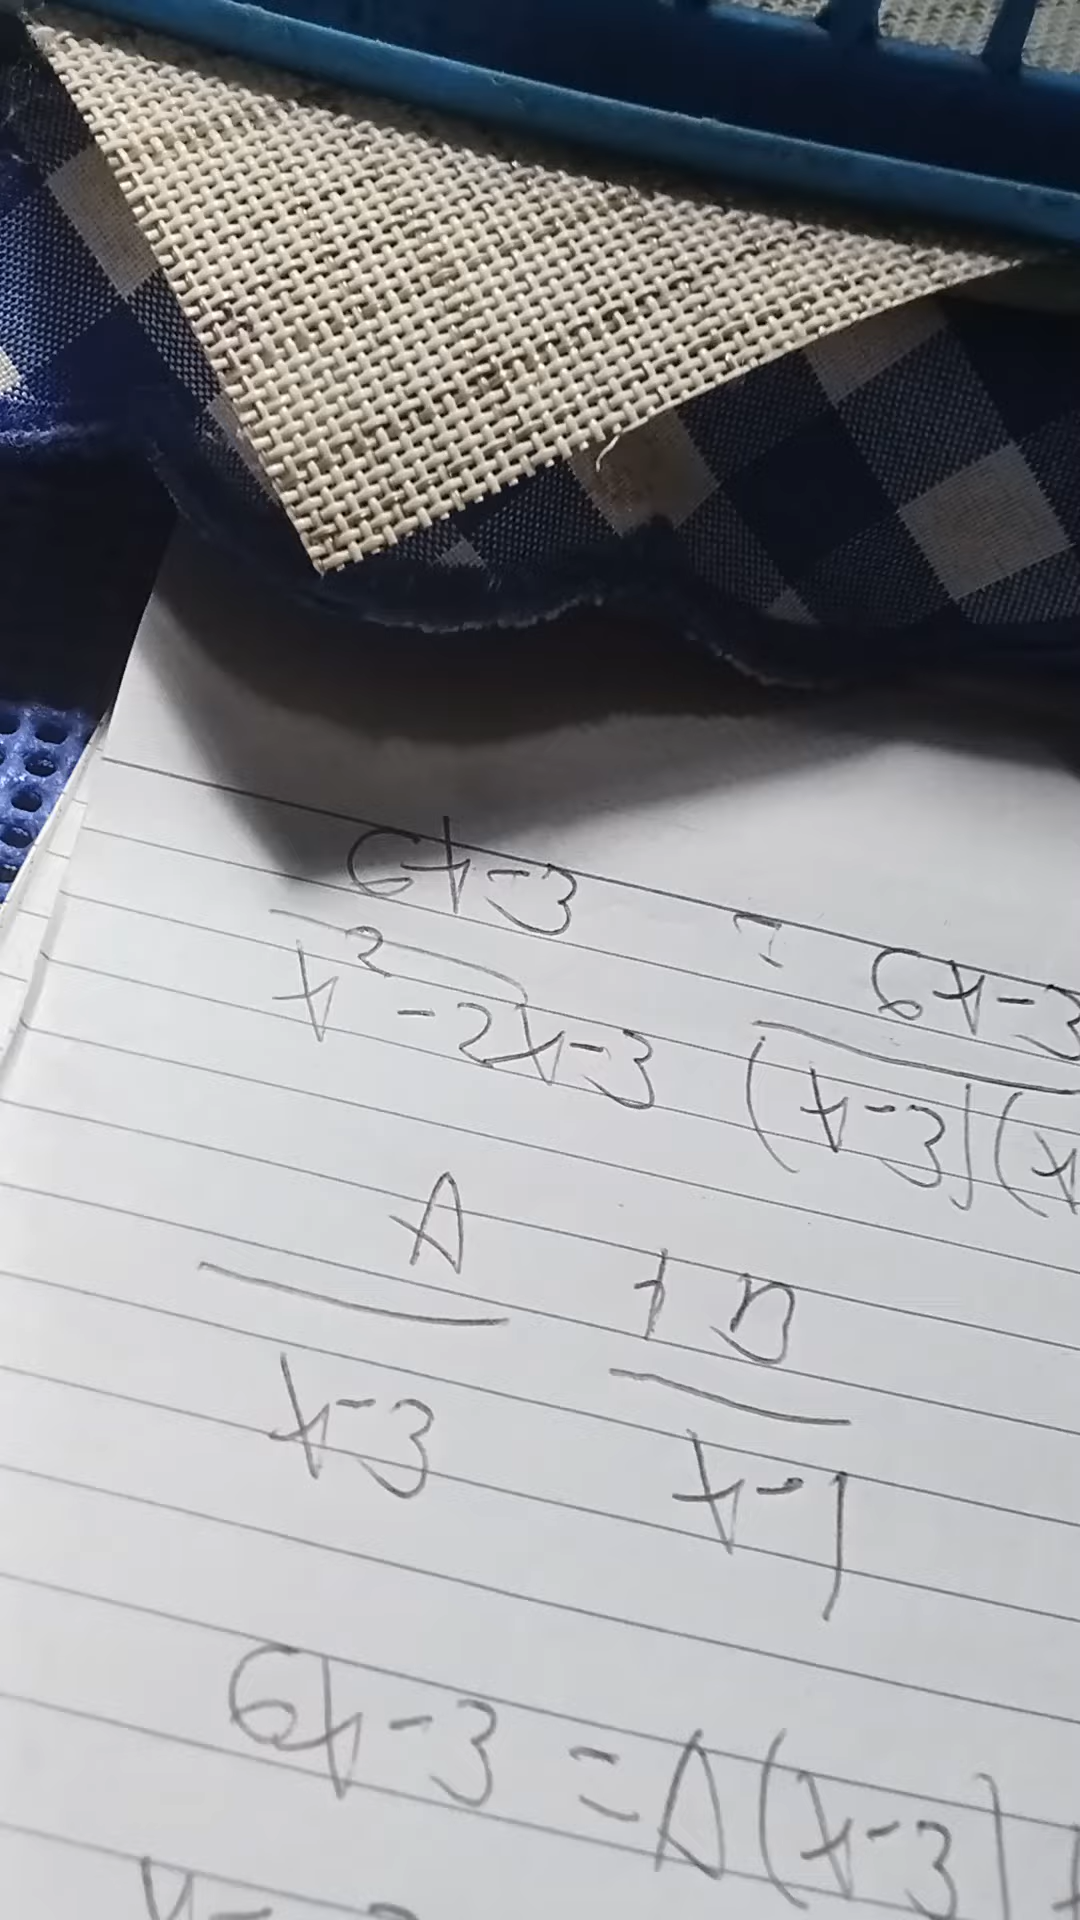 6x-3 = 6x-3
x²-2x-3 (x-3)(x
A + B
x-3 x-1
6x-3 = A(x-3) +